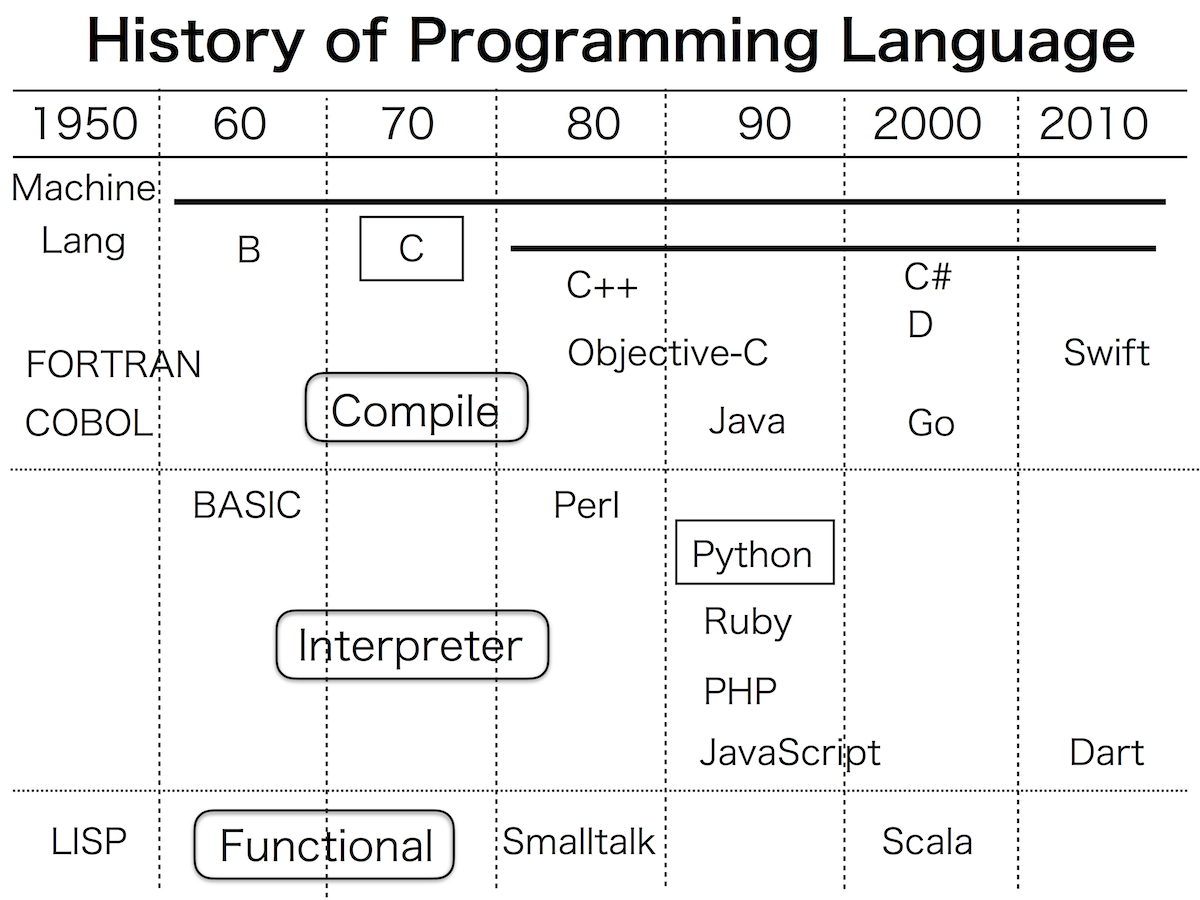 History of Programming Language
1950 60 70 80 90 2000 2010
Machine
Lang B C
C++ C#
D
Objective-C Swift
FORTRAN
Compile
COBOL Java Go
BASIC Perl
Python
Ruby
Interpreter
PHP
JavaScript Dart
LISP Functional Smalltalk Scala